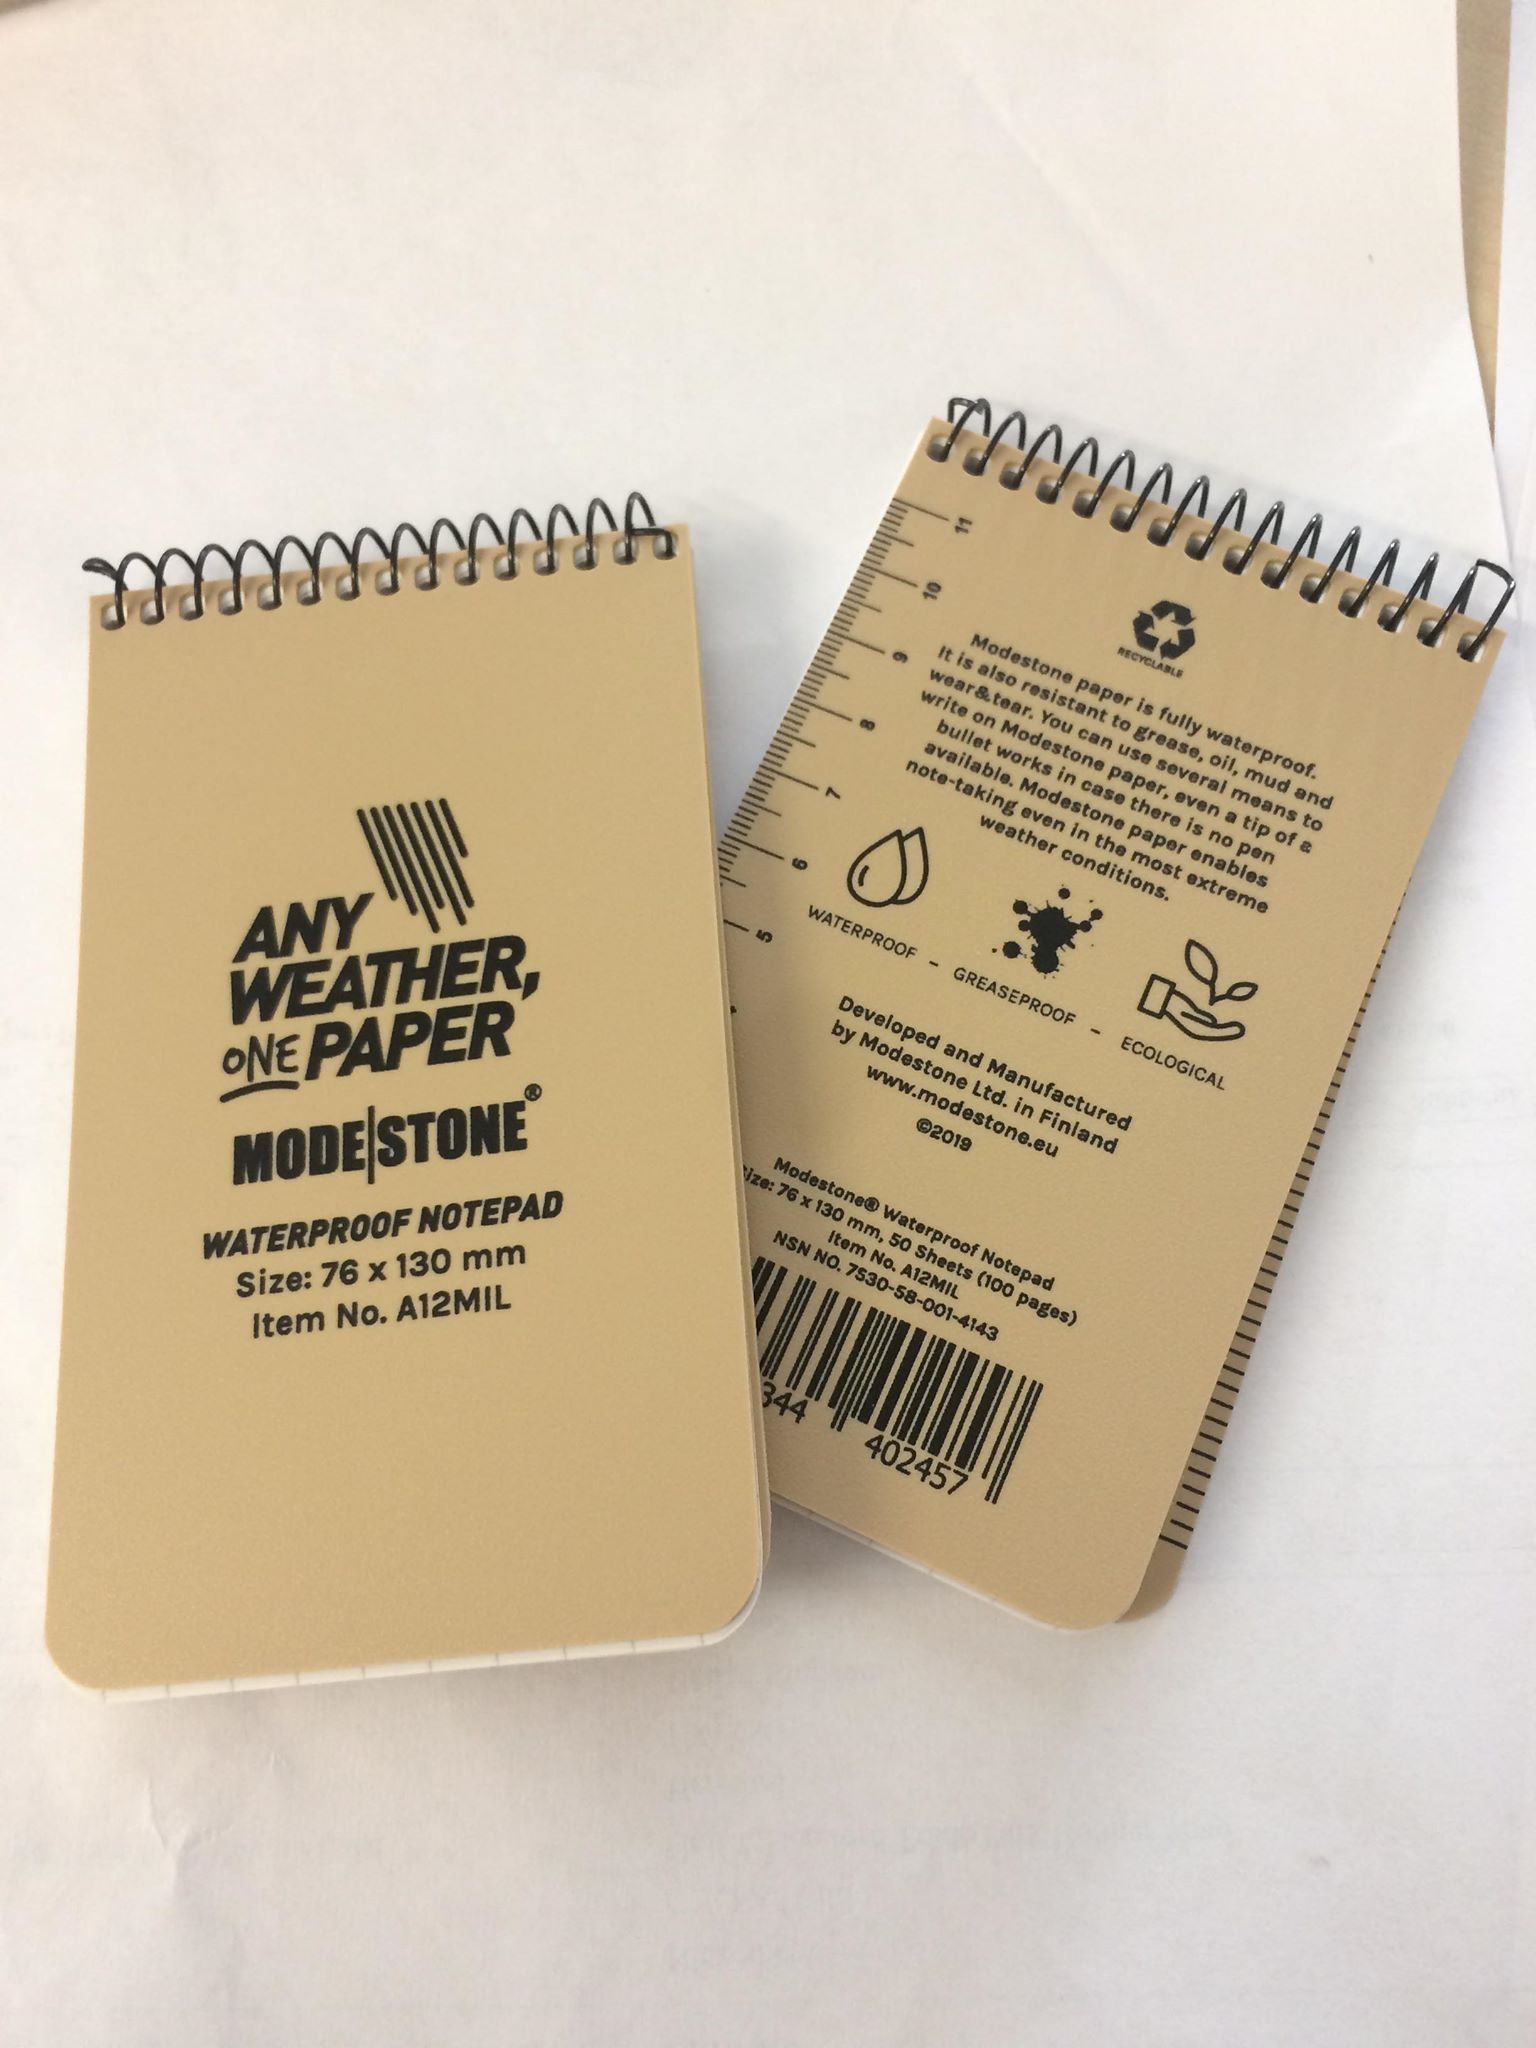 ANY
WEATHER,
ONE PAPER
MODE|STONE®
WATERPROOF NOTEPAD
Size: 76 x 130 mm
Item No. A12MIL
11
10
9
8
7
6
5
RECYCLABLE
Modestone paper is fully waterproof.
It is also resistant to grease, oil, mud and
wear&tear. You can use several means to
write on Modestone paper, even a tip of a
bullet works in case there is no pen
available. Modestone paper enables
note-taking even in the most extreme
weather conditions.
WATERPROOF - GREASEPROOF - ECOLOGICAL
Developed and Manufactured
by Modestone Ltd. in Finland
www.modestone.eu
©2019
Modestone® Waterproof Notepad
ize: 76 x 130 mm, 50 Sheets (100 pages)
Item No. A12MIL
NSN NO. 7530-58-001-4143
344 402457